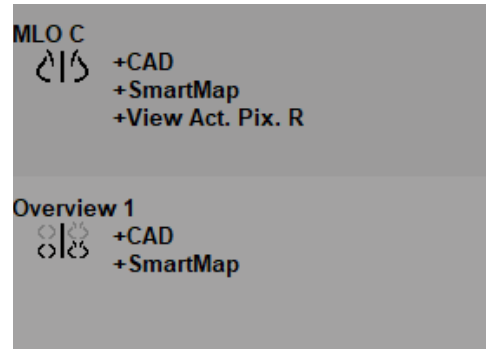 MLO C
+CAD
+SmartMap
+View Act. Pix. R
Overview 1
+CAD
+SmartMap